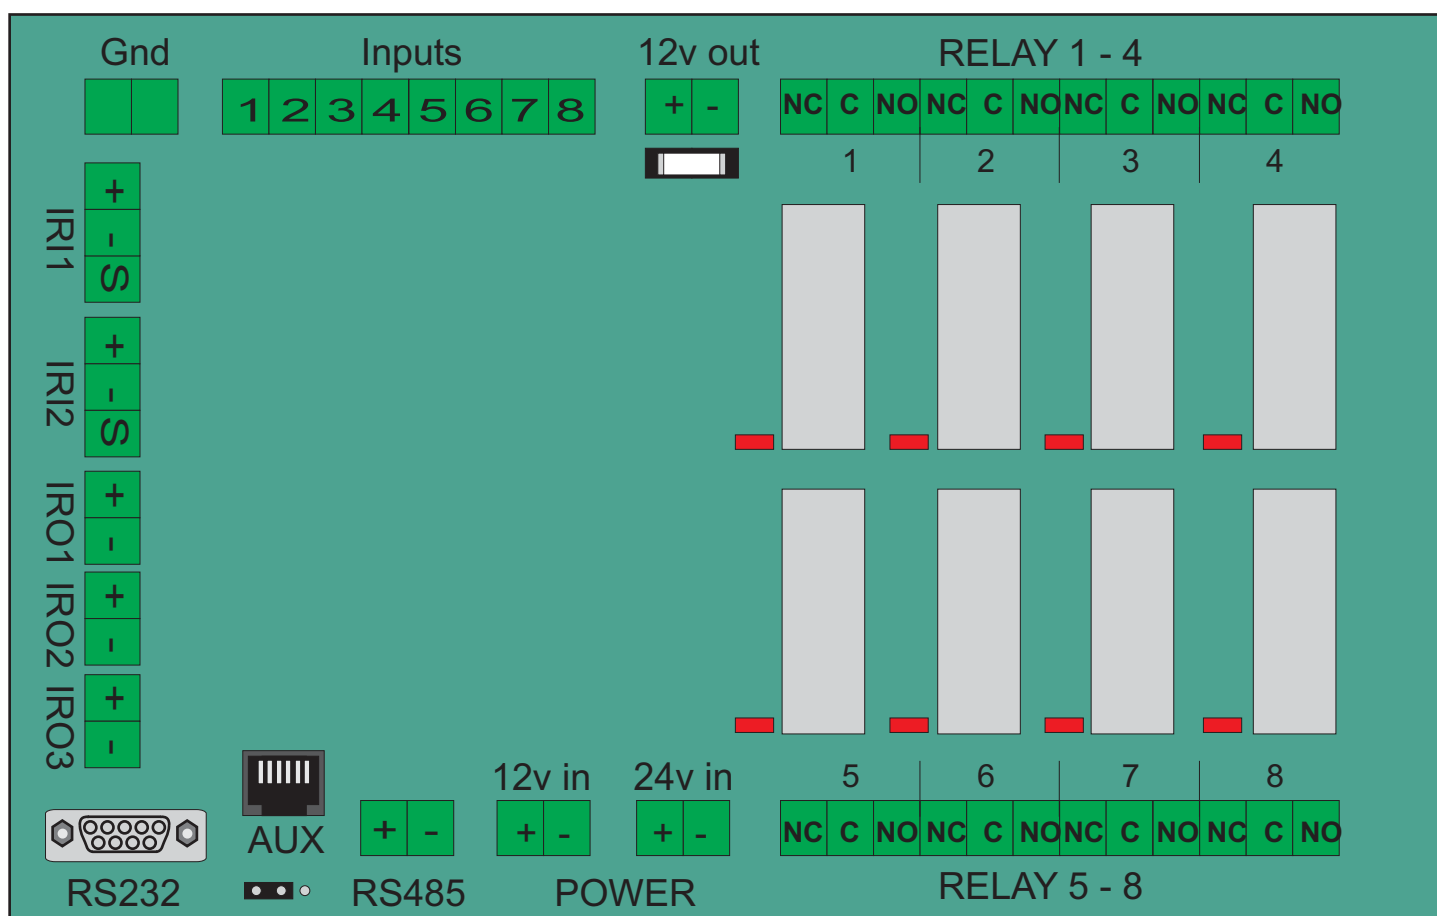 Gnd Inputs 12v out RELAY 1 - 4
1 2 3 4 5 6 7 8 + - NC C NO NC C NO NC C NO NC C NO
1 2 3 4
IRI1 + - S
IRI2 + - S
IRO1 + -
IRO2 + -
IRO3 + -
12v in 24v in 5 6 7 8
AUX + - + - + - NC C NO NC C NO NC C NO NC C NO
RS232 RS485 POWER RELAY 5 - 8